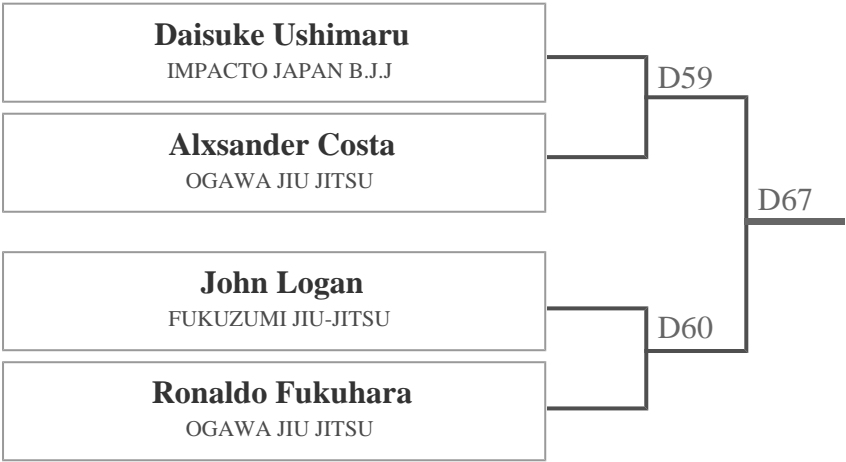 Daisuke Ushimaru
IMPACTO JAPAN B.J.J
D59
Alxsander Costa
OGAWA JIU JITSU
D67
John Logan
FUKUZUMI JIU-JITSU
D60
Ronaldo Fukuhara
OGAWA JIU JITSU